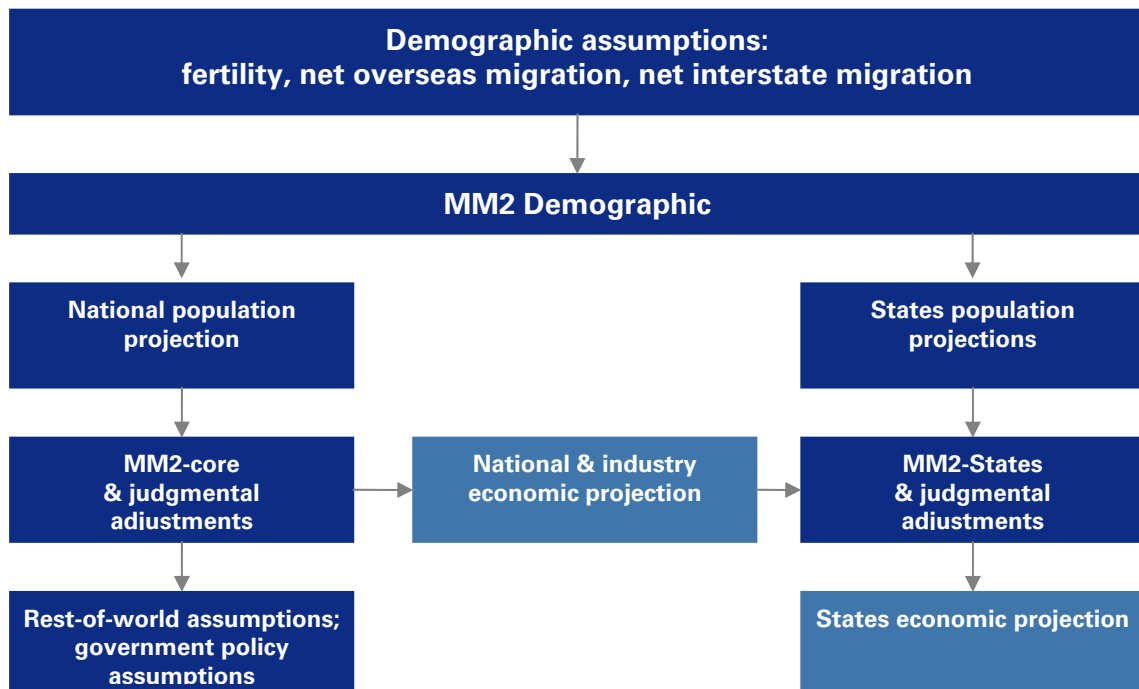 Demographic assumptions:
fertility, net overseas migration, net interstate migration
MM2 Demographic
National population
projection
States population
projections
MM2-core
& judgmental
adjustments
National & industry
economic projection
MM2-States
& judgmental
adjustments
Rest-of-world assumptions;
government policy
assumptions
States economic projection